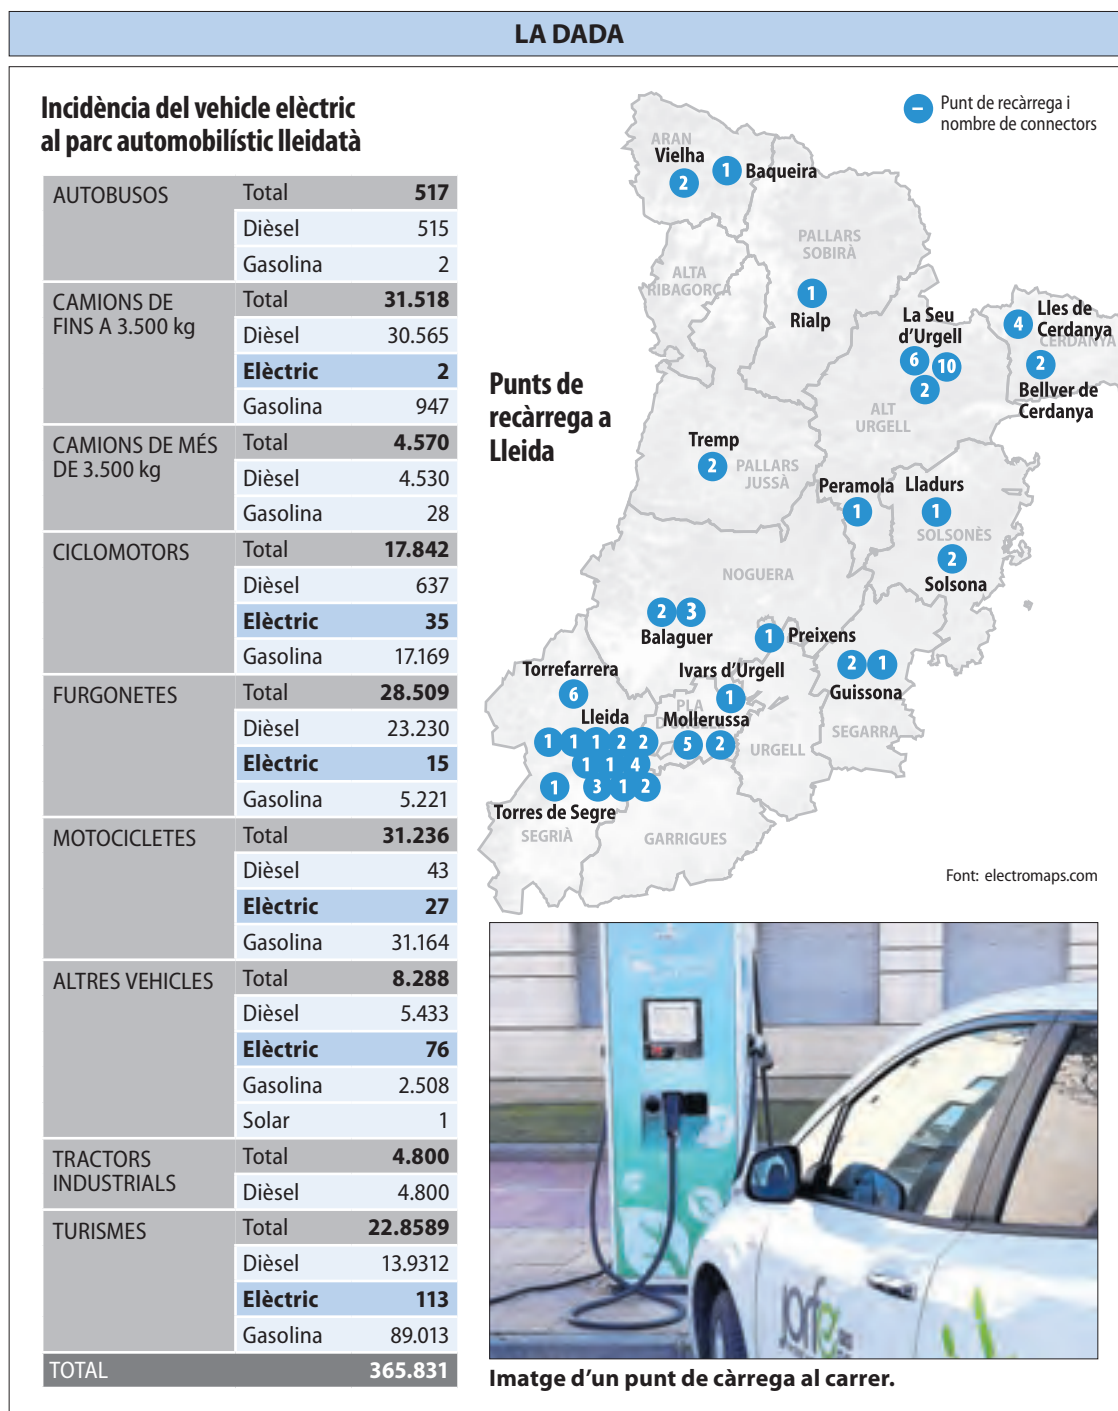 LA DADA
Incidència del vehicle elèctric
al parc automobilístic lleidatà
AUTOBUSOS Total 517
Dièsel 515
Gasolina 2
CAMIONS DE
FINS A 3.500 kg
Total 31.518
Dièsel 30.565
Elèctric 2
Gasolina 947
CAMIONS DE MÉS
DE 3.500 kg
Total 4.570
Dièsel 4.530
Gasolina 28
CICLOMOTORS Total 17.842
Dièsel 637
Elèctric 35
Gasolina 17.169
FURGONETES Total 28.509
Dièsel 23.230
Elèctric 15
Gasolina 5.221
MOTOCICLETES Total 31.236
Dièsel 43
Elèctric 27
Gasolina 31.164
ALTRES VEHICLES Total 8.288
Dièsel 5.433
Elèctric 76
Gasolina 2.508
Solar 1
TRACTORS
INDUSTRIALS
Total 4.800
Dièsel 4.800
TURISMES Total 22.8589
Dièsel 13.9312
Elèctric 113
Gasolina 89.013
TOTAL 365.831
Punts de
recàrrega a
Lleida
– Punt de recàrrega i
nombre de connectors
ARAN
Vielha
2
1 Baqueira
PALLARS
SOBIRÀ
ALTA
RIBAGORÇA
1
Rialp
La Seu
d'Urgell
6 10
2
4 Lles de
Cerdanya
CERDANYA
2
Bellver de
Cerdanya
ALT
URGELL
Tremp
2
PALLARS
JUSSÀ
Peramola
1
Lladurs
1
SOLSONÈS
2
Solsona
NOGUERA
2 3
Balaguer
1 Preixens
2 1
Guissona
Torrefarrera
6
Ivars d'Urgell
1
PLA
D'URGELL
Lleida
1 1 1 2 2
1 1 4
3 1 2
Mollerussa
5 2
URGELL
SEGARRA
1
Torres de Segre
SEGRIÀ
GARRIGUES
Font: electromaps.com
jorfe
Imatge d'un punt de càrrega al carrer.